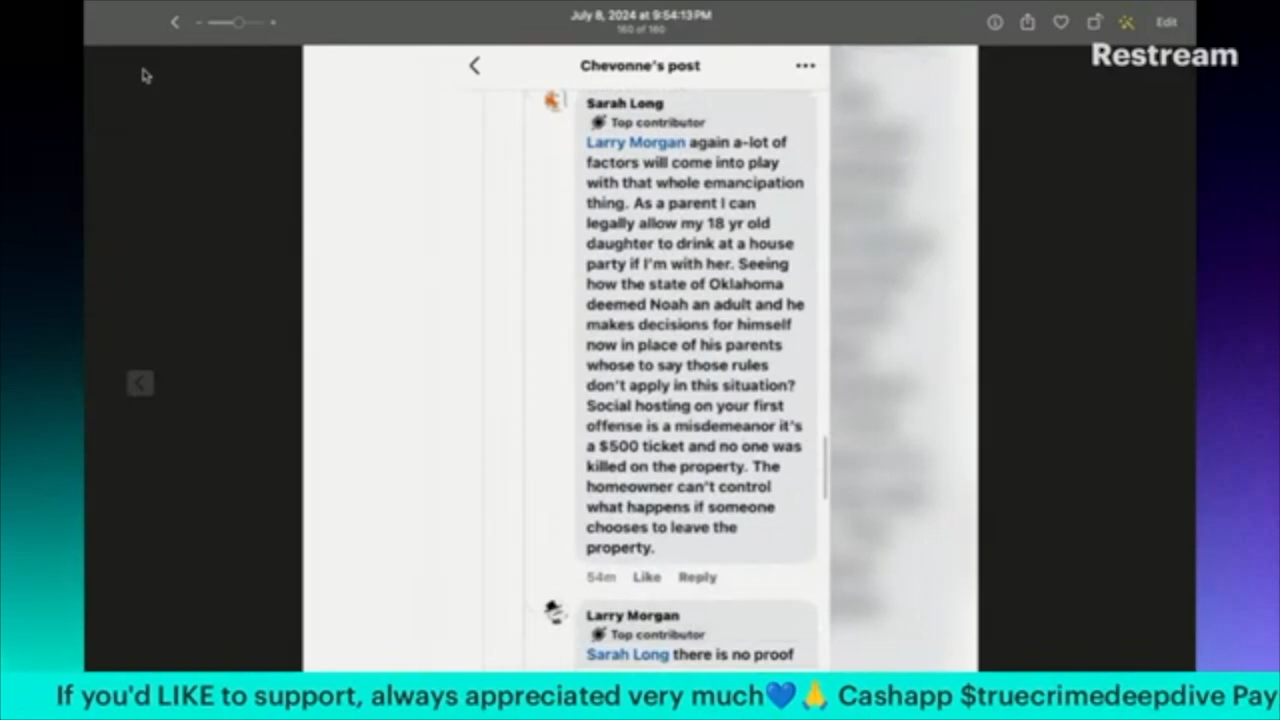 July 8, 2024 at 9:54:13 PM
160 of 160
Edit
Restream
Chevonne's post
Sarah Long
Top contributor
Larry Morgan again a-lot of
factors will come into play
with that whole emancipation
thing. As a parent I can
legally allow my 18 yr old
daughter to drink at a house
party if I'm with her. Seeing
how the state of Oklahoma
deemed Noah an adult and he
makes decisions for himself
now in place of his parents
whose to say those rules
don't apply in this situation?
Social hosting on your first
offense is a misdemeanor it's
a $500 ticket and no one was
killed on the property. The
homeowner can't control
what happens if someone
chooses to leave the
property.
54m Like Reply
Larry Morgan
Top contributor
Sarah Long there is no proof
If you'd LIKE to support, always appreciated very much💙🙏 Cashapp $truecrimedeepdive Pay